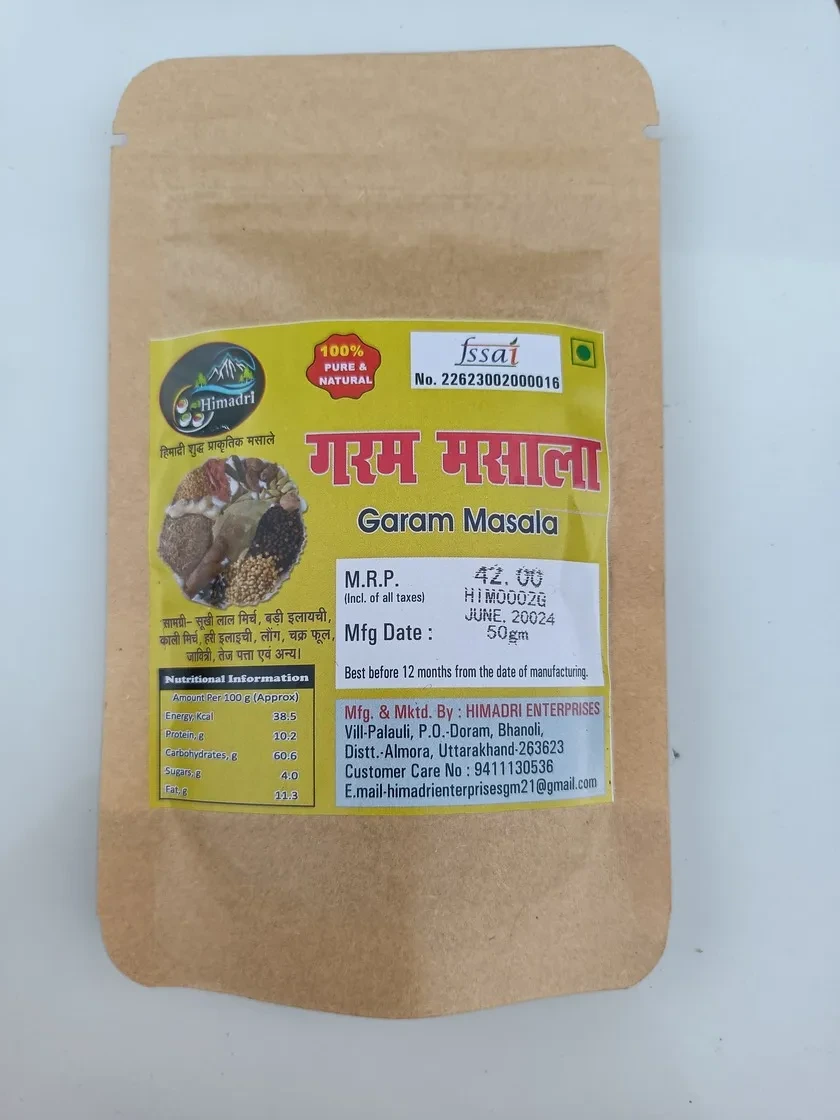 Himadri
हिमाद्री शुद्ध प्राकृतिक मसाले
100%
PURE &
NATURAL
fssai
No. 22623002000016
गरम मसाला
Garam Masala
सामग्री– सूखी लाल मिर्च, बड़ी इलायची,
काली मिर्च, हरी इलाइची, लौंग, चक्र फूल,
जावित्री, तेज पत्ता एवं अन्य।
Nutritional Information
Amount Per 100 g (Approx)
Energy, Kcal 38.5
Protein, g 10.2
Carbohydrates, g 60.6
Sugars, g 4.0
Fat, g 11.3
M.R.P. 42.00
(Incl. of all taxes) HIM0002G
JUNE, 20024
Mfg Date : 50gm
Best before 12 months from the date of manufacturing.
Mfg. & Mktd. By : HIMADRI ENTERPRISES
Vill-Palauli, P.O.-Doram, Bhanoli,
Distt.-Almora, Uttarakhand-263623
Customer Care No : 9411130536
E.mail-himadrienterprisesgm21@gmail.com